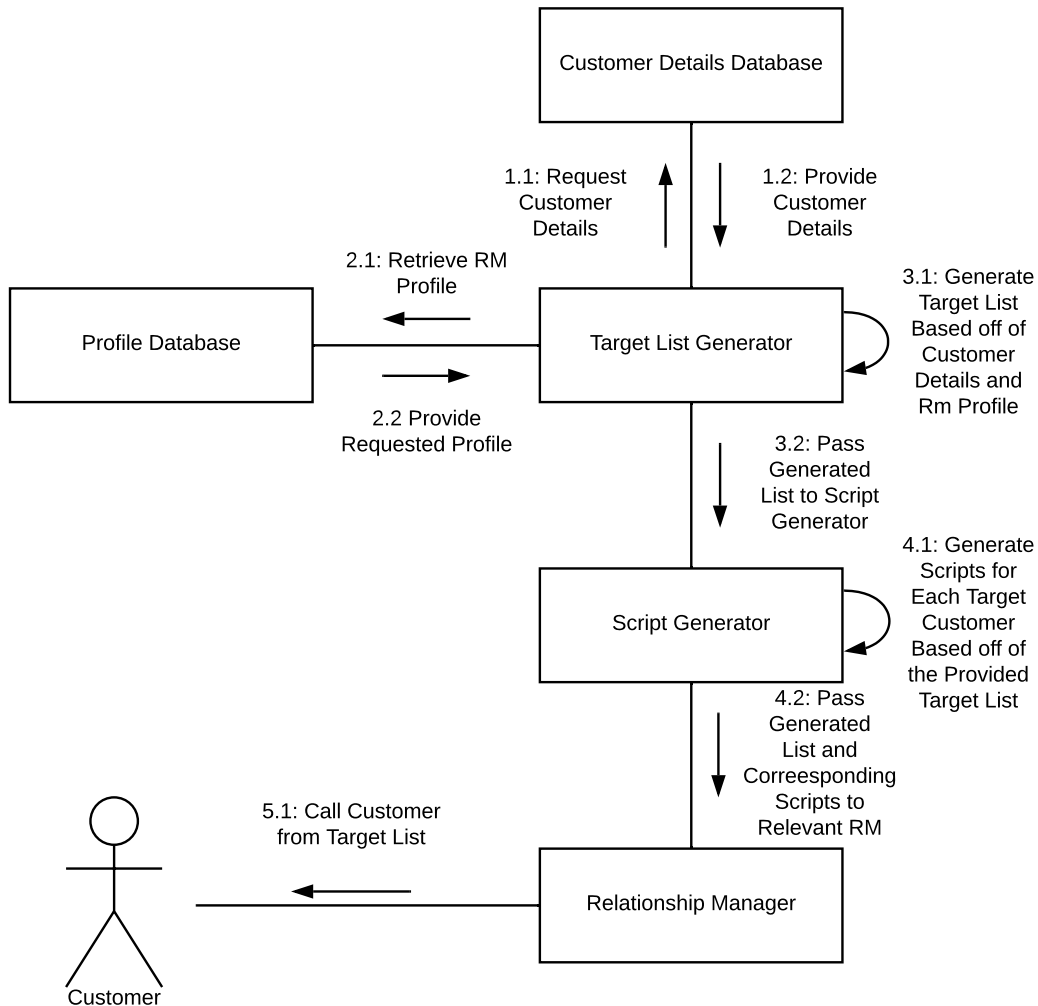 Customer Details Database
1.1: Request
Customer
Details
1.2: Provide
Customer
Details
2.1: Retrieve RM
Profile
Profile Database
Target List Generator
3.1: Generate
Target List
Based off of
Customer
Details and
Rm Profile
2.2 Provide
Requested Profile
3.2: Pass
Generated
List to Script
Generator
Script Generator
4.1: Generate
Scripts for
Each Target
Customer
Based off of
the Provided
Target List
4.2: Pass
Generated
List and
Correesponding
Scripts to
Relevant RM
5.1: Call Customer
from Target List
Relationship Manager
Customer